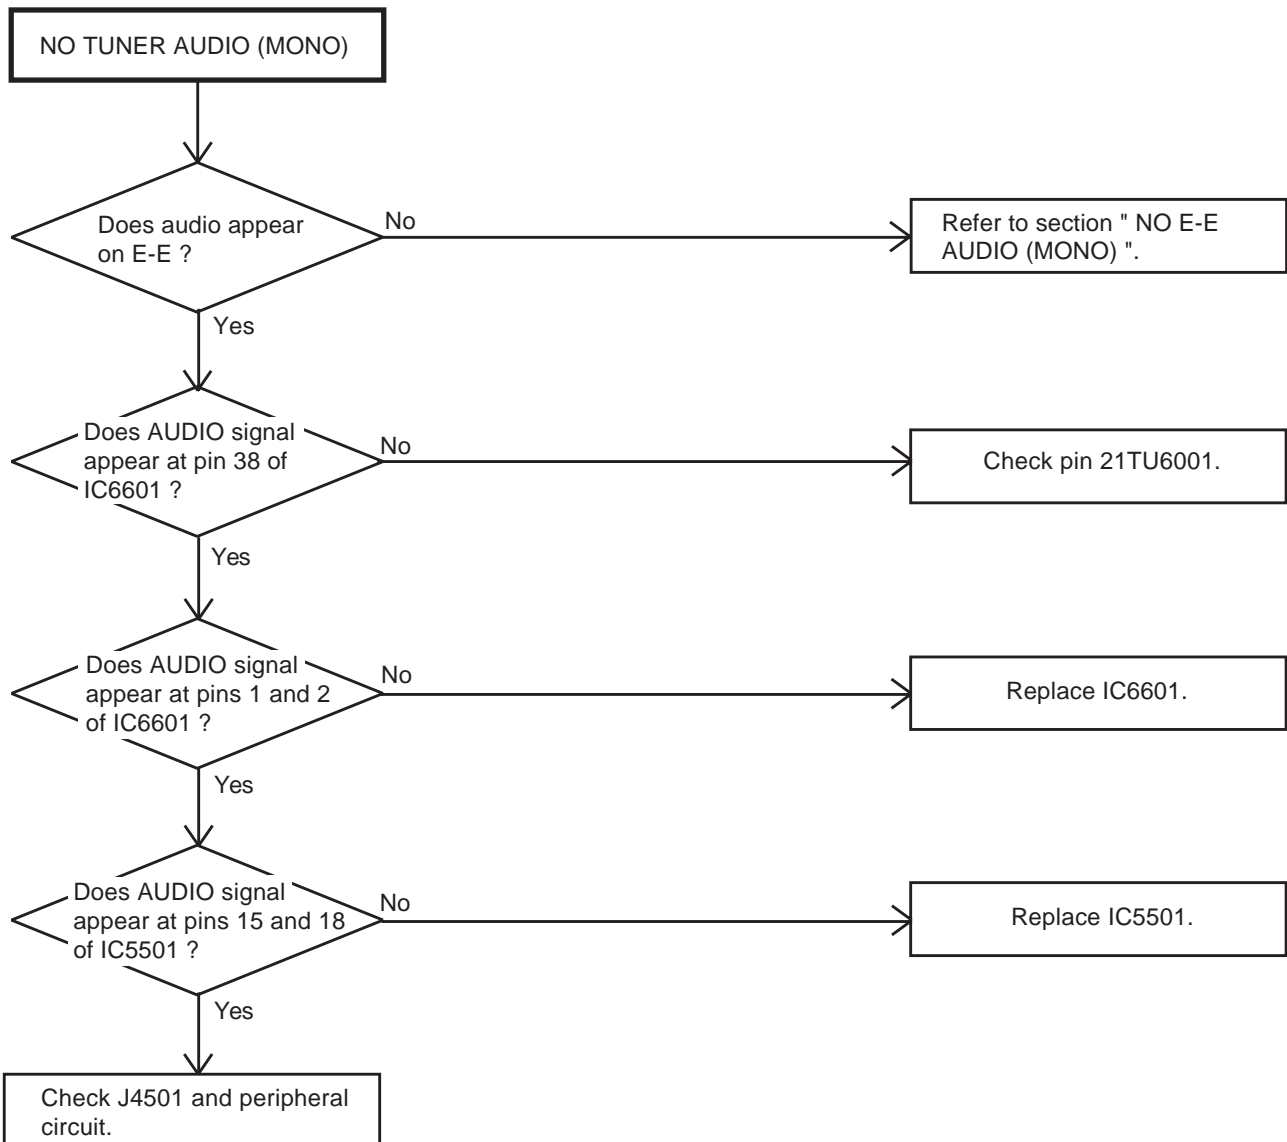 NO TUNER AUDIO (MONO)
Does audio appear
on E-E ?
No
Refer to section " NO E-E
AUDIO (MONO) ".
Yes
Does AUDIO signal
appear at pin 38 of
IC6601 ?
No
Check pin 21TU6001.
Yes
Does AUDIO signal
appear at pins 1 and 2
of IC6601 ?
No
Replace IC6601.
Yes
Does AUDIO signal
appear at pins 15 and 18
of IC5501 ?
No
Replace IC5501.
Yes
Check J4501 and peripheral
circuit.